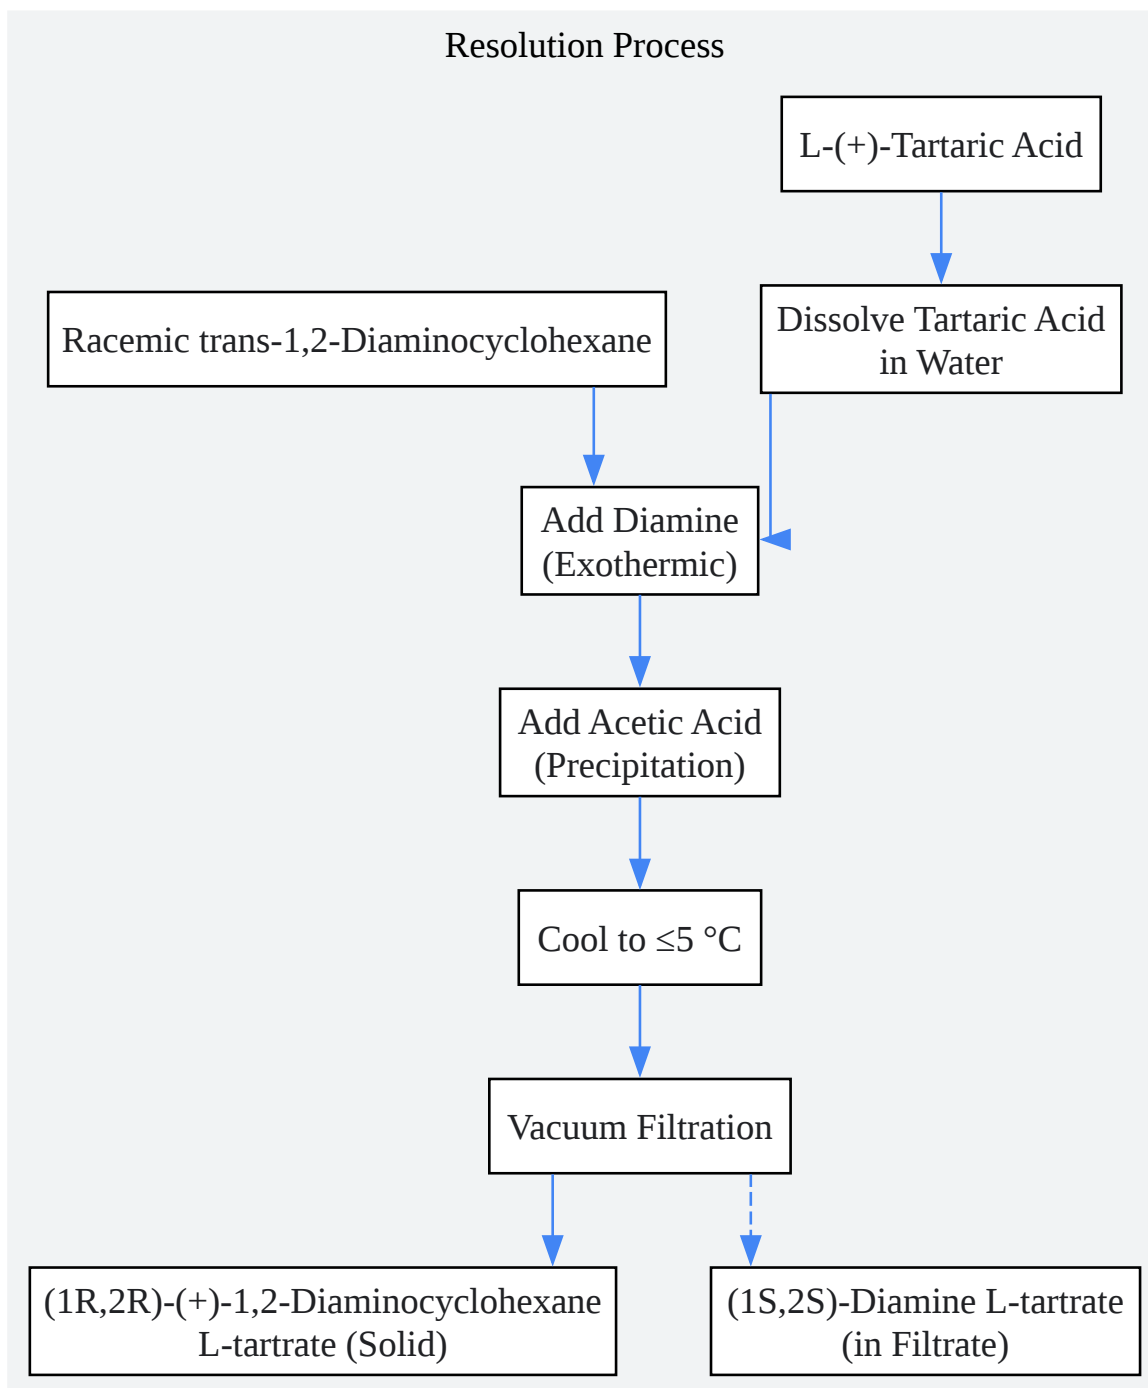 Resolution Process
L-(+)-Tartaric Acid
Racemic trans-1,2-Diaminocyclohexane
Dissolve Tartaric Acid
in Water
Add Diamine
(Exothermic)
Add Acetic Acid
(Precipitation)
Cool to ≤5 °C
Vacuum Filtration
(1R,2R)-(+)-1,2-Diaminocyclohexane
L-tartrate (Solid)
(1S,2S)-Diamine L-tartrate
(in Filtrate)